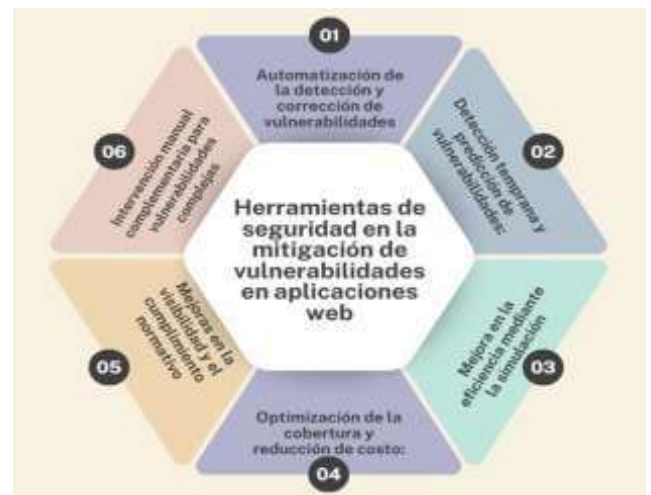 01
Automatización de
la detección y
corrección de
vulnerabilidades
02
Detección temprana y
predicción de
vulnerabilidades:
03
Mejora en la
eficiencia mediante
la simulación
04
Optimización de la
cobertura y
reducción de costo:
05
Mejoras en la
visibilidad y el
cumplimiento
normativo
06
Intervención manual
complementaria para
vulnerabilidades
complejas
Herramientas de
seguridad en la
mitigación de
vulnerabilidades
en aplicaciones
web